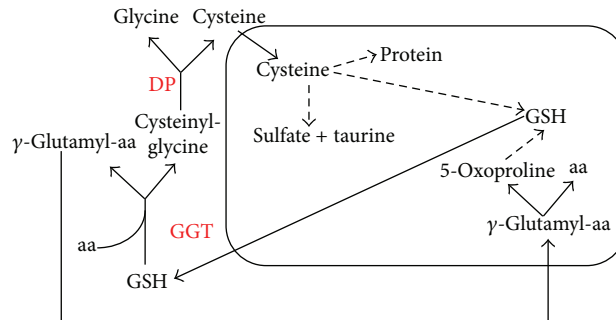 Glycine
Cysteine
Cysteine
Protein
DP
Cysteinyl-
glycine
Sulfate + taurine
GSH
γ-Glutamyl-aa
5-Oxoproline
aa
aa
GGT
γ-Glutamyl-aa
GSH